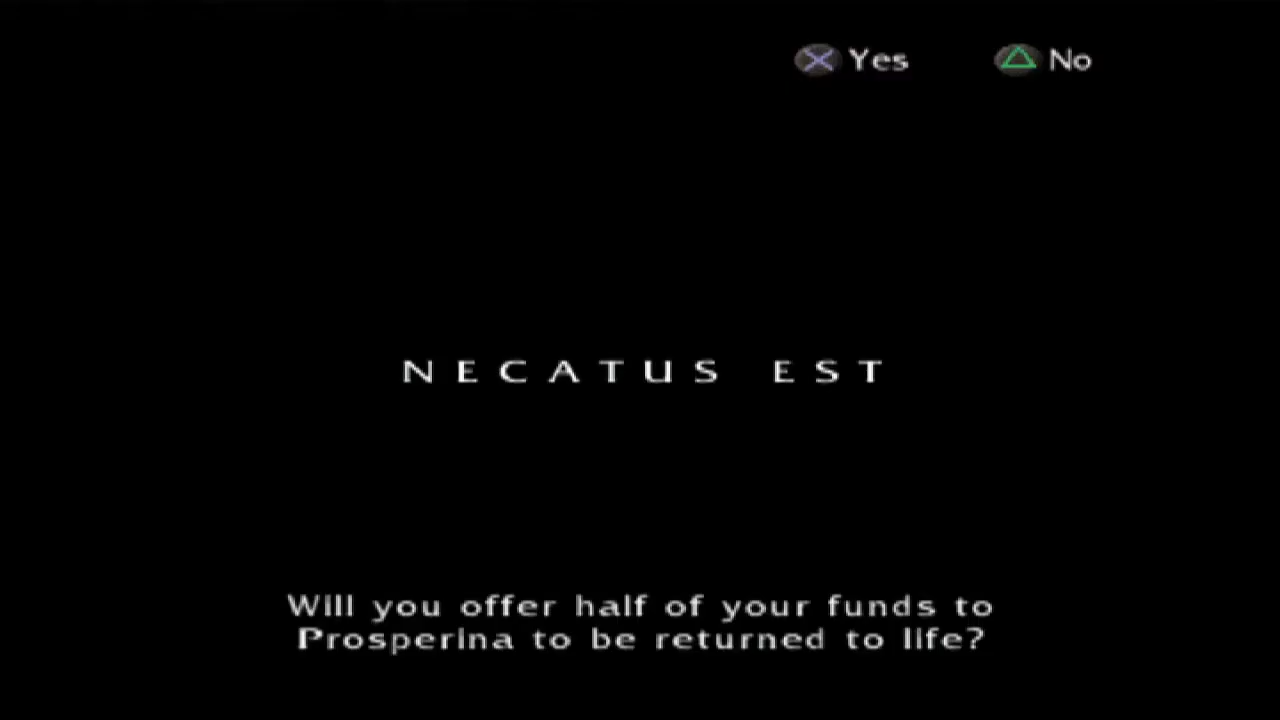 Yes No
NECATUS EST
Will you offer half of your funds to
Prosperina to be returned to life?